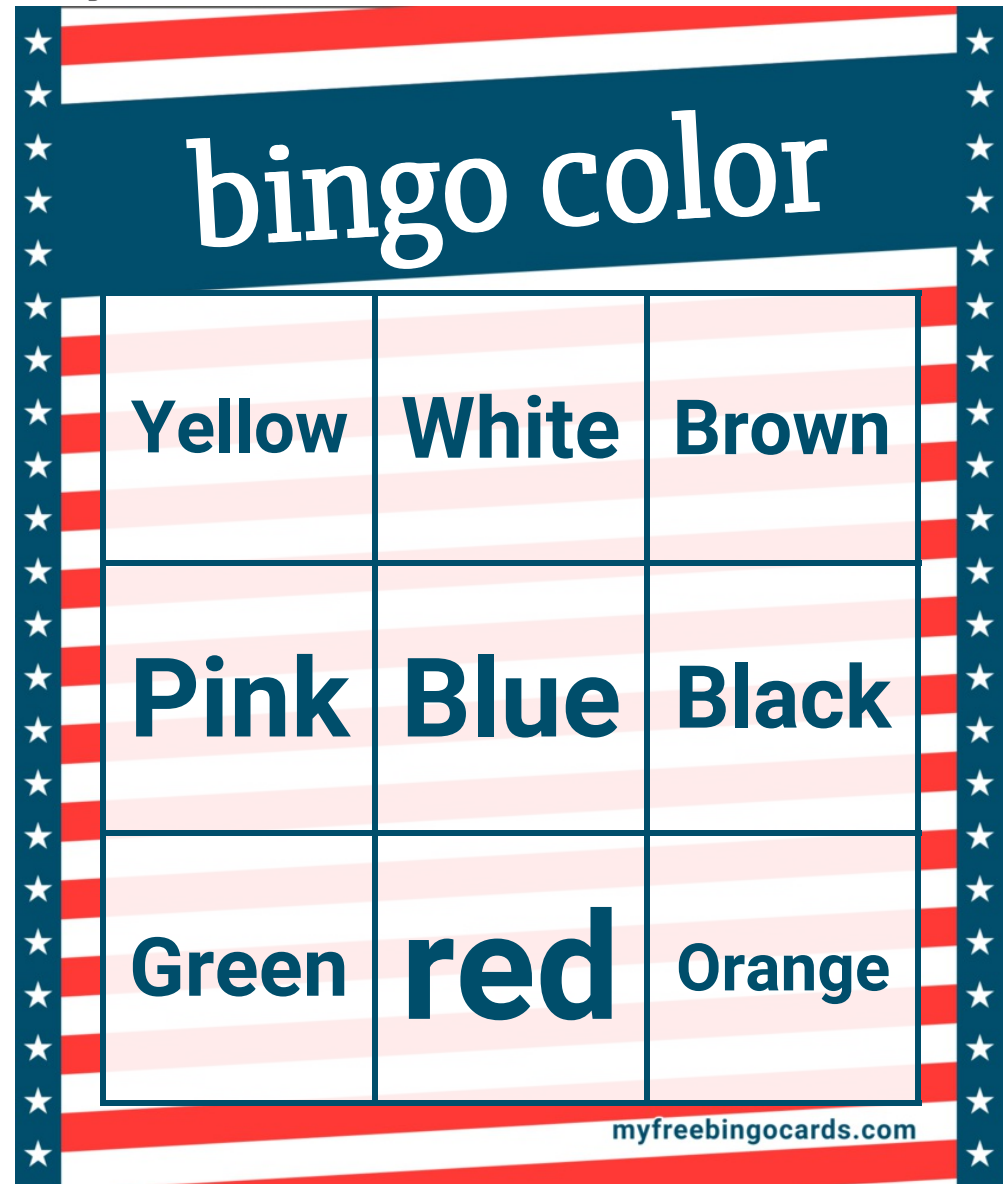 bingo color
Yellow White Brown
Pink Blue Black
Green red Orange
myfreebingocards.com